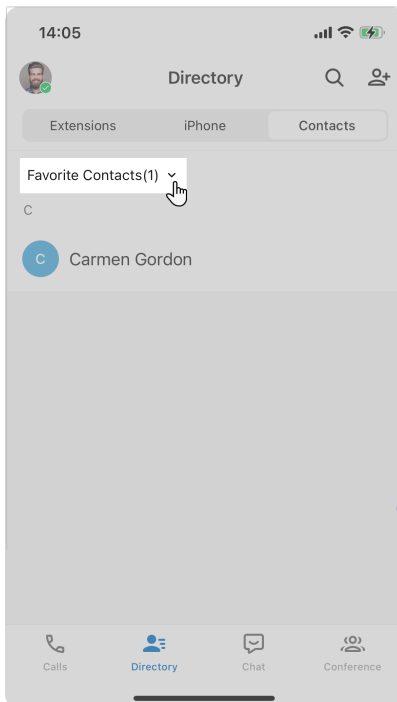 14:05
Directory
Extensions iPhone Contacts
Favorite Contacts(1)
C
C Carmen Gordon
Calls Directory Chat Conference